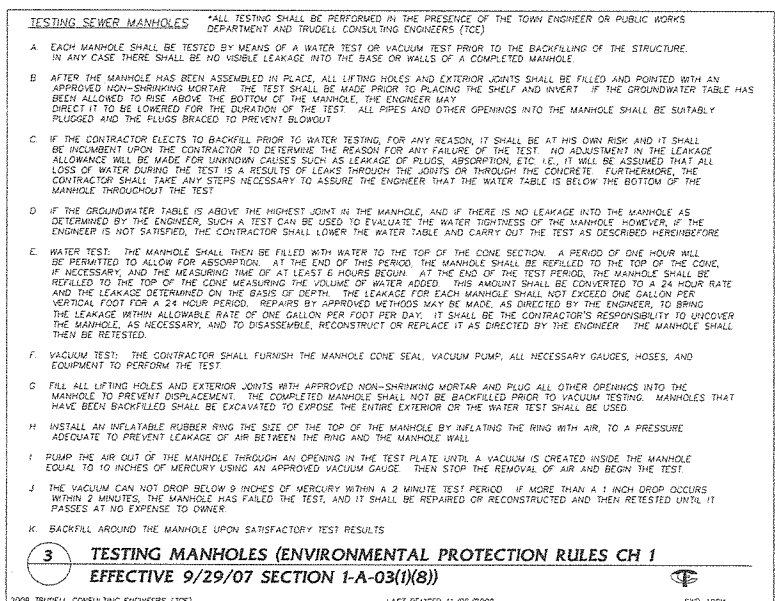 TESTING SEWER MANHOLES *ALL TESTING SHALL BE PERFORMED IN THE PRESENCE OF THE TOWN ENGINEER OR PUBLIC WORKS
DEPARTMENT AND TRUDELL CONSULTING ENGINEERS (TCE)
A. EACH MANHOLE SHALL BE TESTED BY MEANS OF A WATER TEST OR VACUUM TEST PRIOR TO THE BACKFILLING OF THE STRUCTURE.
IN ANY CASE THERE SHALL BE NO VISIBLE LEAKAGE INTO THE BASE OR WALLS OF A COMPLETED MANHOLE.
B AFTER THE MANHOLE HAS BEEN ASSEMBLED IN PLACE, ALL LIFTING HOLES AND EXTERIOR JOINTS SHALL BE FILLED AND POINTED WITH AN
APPROVED NON-SHRINKING MORTAR. THE TEST SHALL BE MADE PRIOR TO PLACING THE SHELF AND INVERT IF THE GROUNDWATER TABLE HAS
BEEN ALLOWED TO RISE ABOVE THE BOTTOM OF THE MANHOLE, THE ENGINEER MAY
DIRECT IT TO BE LOWERED FOR THE DURATION OF THE TEST. ALL PIPES AND OTHER OPENINGS INTO THE MANHOLE SHALL BE SUITABLY
PLUGGED AND THE PLUGS BRACED TO PREVENT BLOWOUT
C. IF THE CONTRACTOR ELECTS TO BACKFILL PRIOR TO WATER TESTING, FOR ANY REASON, IT SHALL BE AT HIS OWN RISK AND IT SHALL
BE INCUMBENT UPON THE CONTRACTOR TO DETERMINE THE REASON FOR ANY FAILURE OF THE TEST. NO ADJUSTMENT IN THE LEAKAGE
ALLOWANCE WILL BE MADE FOR UNKNOWN CAUSES SUCH AS LEAKAGE OF PLUGS, ABSORPTION, ETC. I.E., IT WILL BE ASSUMED THAT ALL
LOSS OF WATER DURING THE TEST IS A RESULTS OF LEAKS THROUGH THE JOINTS OR THROUGH THE CONCRETE. FURTHERMORE, THE
CONTRACTOR SHALL TAKE ANY STEPS NECESSARY TO ASSURE THE ENGINEER THAT THE WATER TABLE IS BELOW THE BOTTOM OF THE
MANHOLE THROUGHOUT THE TEST
D IF THE GROUNDWATER TABLE IS ABOVE THE HIGHEST JOINT IN THE MANHOLE, AND IF THERE IS NO LEAKAGE INTO THE MANHOLE AS
DETERMINED BY THE ENGINEER, SUCH A TEST CAN BE USED TO EVALUATE THE WATER TIGHTNESS OF THE MANHOLE HOWEVER, IF THE
ENGINEER IS NOT SATISFIED, THE CONTRACTOR SHALL LOWER THE WATER TABLE AND CARRY OUT THE TEST AS DESCRIBED HEREINBEFORE
E. WATER TEST: THE MANHOLE SHALL THEN BE FILLED WITH WATER TO THE TOP OF THE CONE SECTION. A PERIOD OF ONE HOUR WILL
BE PERMITTED TO ALLOW FOR ABSORPTION. AT THE END OF THIS PERIOD, THE MANHOLE SHALL BE REFILLED TO THE TOP OF THE CONE,
IF NECESSARY, AND THE MEASURING TIME OF AT LEAST 6 HOURS BEGUN. AT THE END OF THE TEST PERIOD, THE MANHOLE SHALL BE
REFILLED TO THE TOP OF THE CONE MEASURING THE VOLUME OF WATER ADDED. THIS AMOUNT SHALL BE CONVERTED TO A 24 HOUR RATE
AND THE LEAKAGE DETERMINED ON THE BASIS OF DEPTH. THE LEAKAGE FOR EACH MANHOLE SHALL NOT EXCEED ONE GALLON PER
VERTICAL FOOT FOR A 24 HOUR PERIOD. REPAIRS BY APPROVED METHODS MAY BE MADE, AS DIRECTED BY THE ENGINEER, TO BRING
THE LEAKAGE WITHIN ALLOWABLE RATE OF ONE GALLON PER FOOT PER DAY. IT SHALL BE THE CONTRACTOR'S RESPONSIBILITY TO UNCOVER
THE MANHOLE, AS NECESSARY, AND TO DISASSEMBLE, RECONSTRUCT OR REPLACE IT AS DIRECTED BY THE ENGINEER THE MANHOLE SHALL
THEN BE RETESTED.
F. VACUUM TEST: THE CONTRACTOR SHALL FURNISH THE MANHOLE CONE SEAL, VACUUM PUMP, ALL NECESSARY GAUGES, HOSES, AND
EQUIPMENT TO PERFORM THE TEST.
G FILL ALL LIFTING HOLES AND EXTERIOR JOINTS WITH APPROVED NON-SHRINKING MORTAR AND PLUG ALL OTHER OPENINGS INTO THE
MANHOLE TO PREVENT DISPLACEMENT. THE COMPLETED MANHOLE SHALL NOT BE BACKFILLED PRIOR TO VACUUM TESTING. MANHOLES THAT
HAVE BEEN BACKFILLED SHALL BE EXCAVATED TO EXPOSE THE ENTIRE EXTERIOR OR THE WATER TEST SHALL BE USED.
H INSTALL AN INFLATABLE RUBBER RING THE SIZE OF THE TOP OF THE MANHOLE BY INFLATING THE RING WITH AIR, TO A PRESSURE
ADEQUATE TO PREVENT LEAKAGE OF AIR BETWEEN THE RING AND THE MANHOLE WALL
I PUMP THE AIR OUT OF THE MANHOLE THROUGH AN OPENING IN THE TEST PLATE UNTIL A VACUUM IS CREATED INSIDE THE MANHOLE
EQUAL TO 10 INCHES OF MERCURY USING AN APPROVED VACUUM GAUGE. THEN STOP THE REMOVAL OF AIR AND BEGIN THE TEST.
J THE VACUUM CAN NOT DROP BELOW 9 INCHES OF MERCURY WITHIN A 2 MINUTE TEST PERIOD IF MORE THAN A 1 INCH DROP OCCURS
WITHIN 2 MINUTES, THE MANHOLE HAS FAILED THE TEST, AND IT SHALL BE REPAIRED OR RECONSTRUCTED AND THEN RETESTED UNTIL IT
PASSES AT NO EXPENSE TO OWNER.
K. BACKFILL AROUND THE MANHOLE UPON SATISFACTORY TEST RESULTS
3 TESTING MANHOLES (ENVIRONMENTAL PROTECTION RULES CH 1
EFFECTIVE 9/29/07 SECTION 1-A-03(1)(8))
TRUDELL CONSULTING ENGINEERS (TCE)